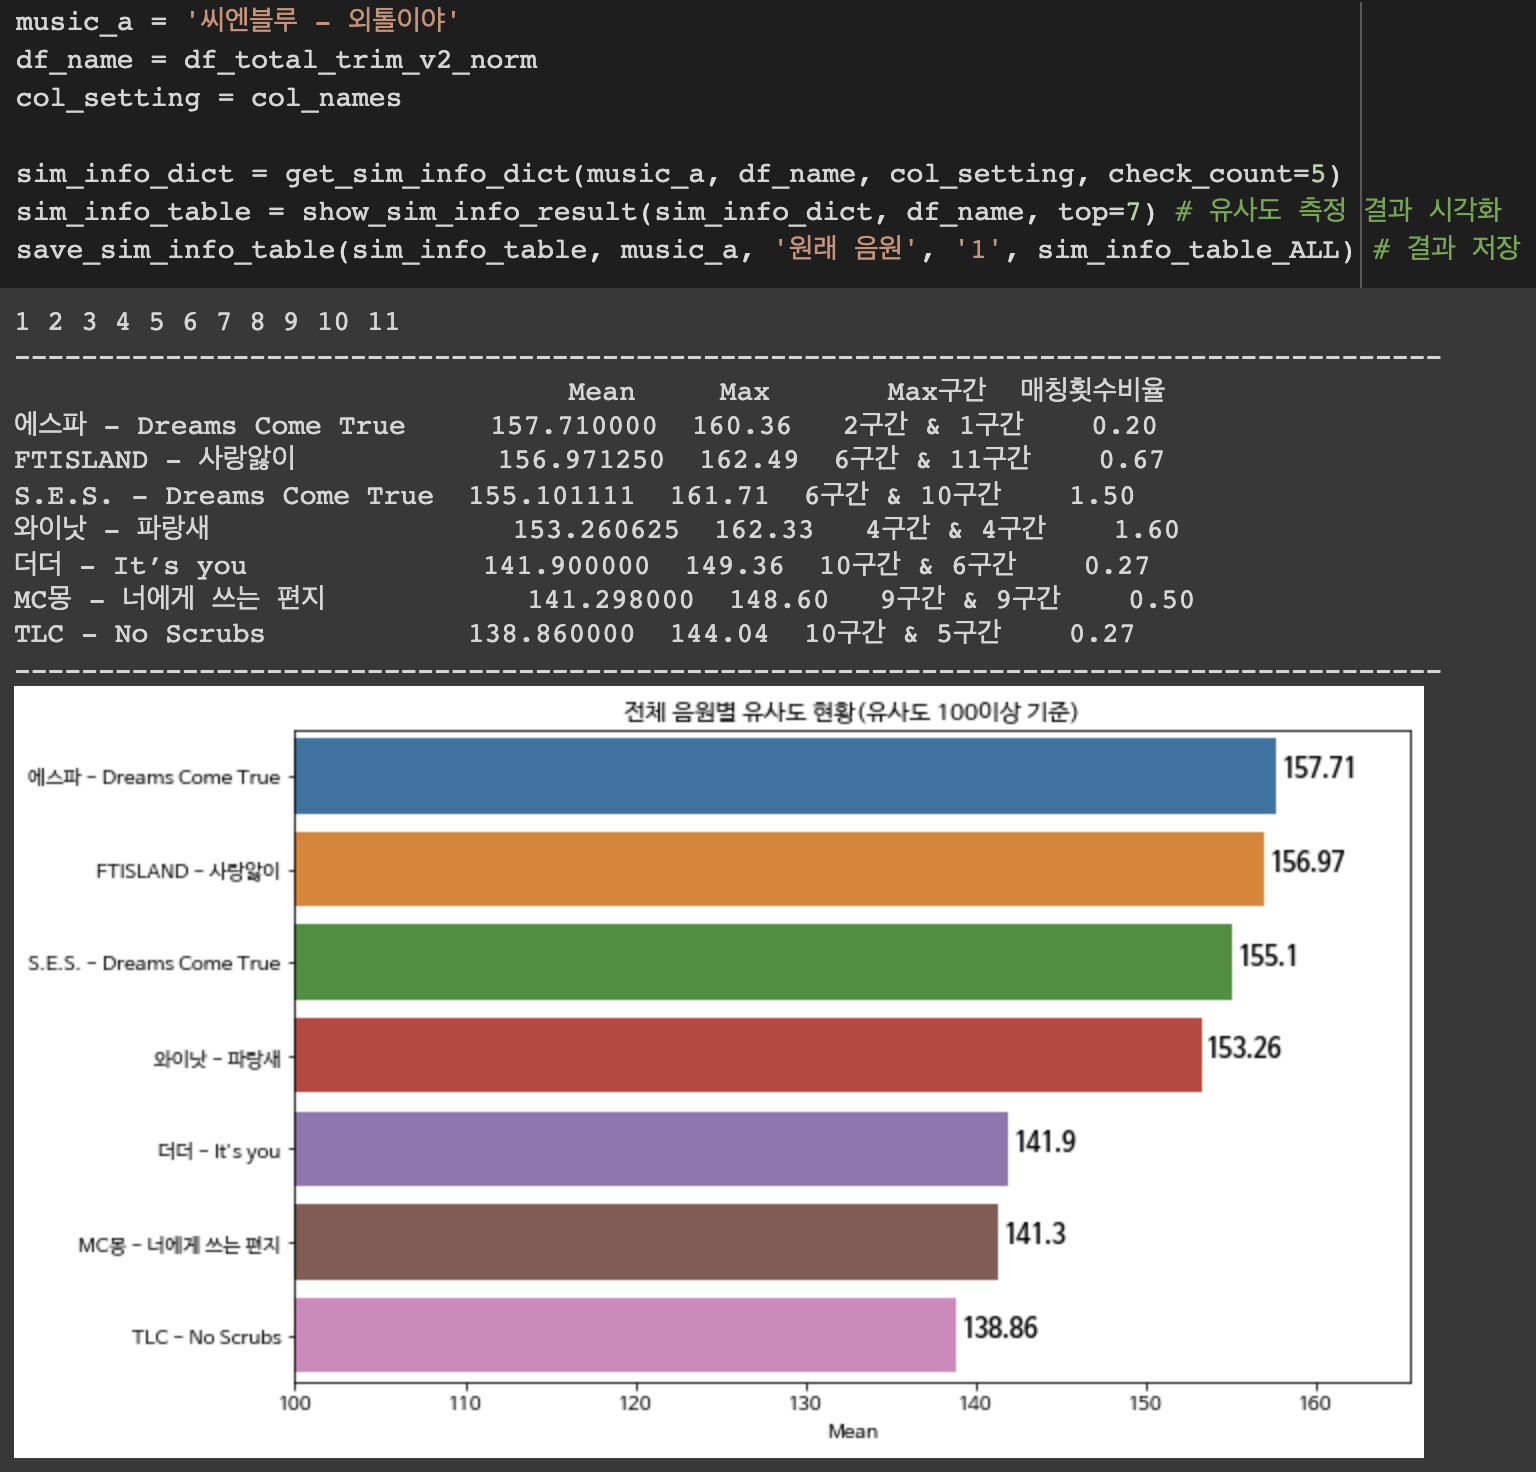 music_a = '씨엔블루 - 외톨이야'
df_name = df_total_trim_v2_norm
col_setting = col_names
sim_info_dict = get_sim_info_dict(music_a, df_name, col_setting, check_count=5)
sim_info_table = show_sim_info_result(sim_info_dict, df_name, top=7) # 유사도 측정 결과 시각화
save_sim_info_table(sim_info_table, music_a, '원래 음원', '1', sim_info_table_ALL) # 결과 저장
1 2 3 4 5 6 7 8 9 10 11
-------------------------------------------------------------------------------------
Mean Max Max구간 매칭횟수비율
에스파 - Dreams Come True 157.710000 160.36 2구간 & 1구간 0.20
FTISLAND - 사랑앓이 156.971250 162.49 6구간 & 11구간 0.67
S.E.S. - Dreams Come True 155.101111 161.71 6구간 & 10구간 1.50
와이낫 - 파랑새 153.260625 162.33 4구간 & 4구간 1.60
더더 - It’s you 141.900000 149.36 10구간 & 6구간 0.27
MC몽 - 너에게 쓰는 편지 141.298000 148.60 9구간 & 9구간 0.50
TLC - No Scrubs 138.860000 144.04 10구간 & 5구간 0.27
-------------------------------------------------------------------------------------
전체 음원별 유사도 현황(유사도 100이상 기준)
에스파 - Dreams Come True 157.71
FTISLAND - 사랑앓이 156.97
S.E.S. - Dreams Come True 155.1
와이낫 - 파랑새 153.26
더더 - It's you 141.9
MC몽 - 너에게 쓰는 편지 141.3
TLC - No Scrubs 138.86
100 110 120 130 140 150 160
Mean